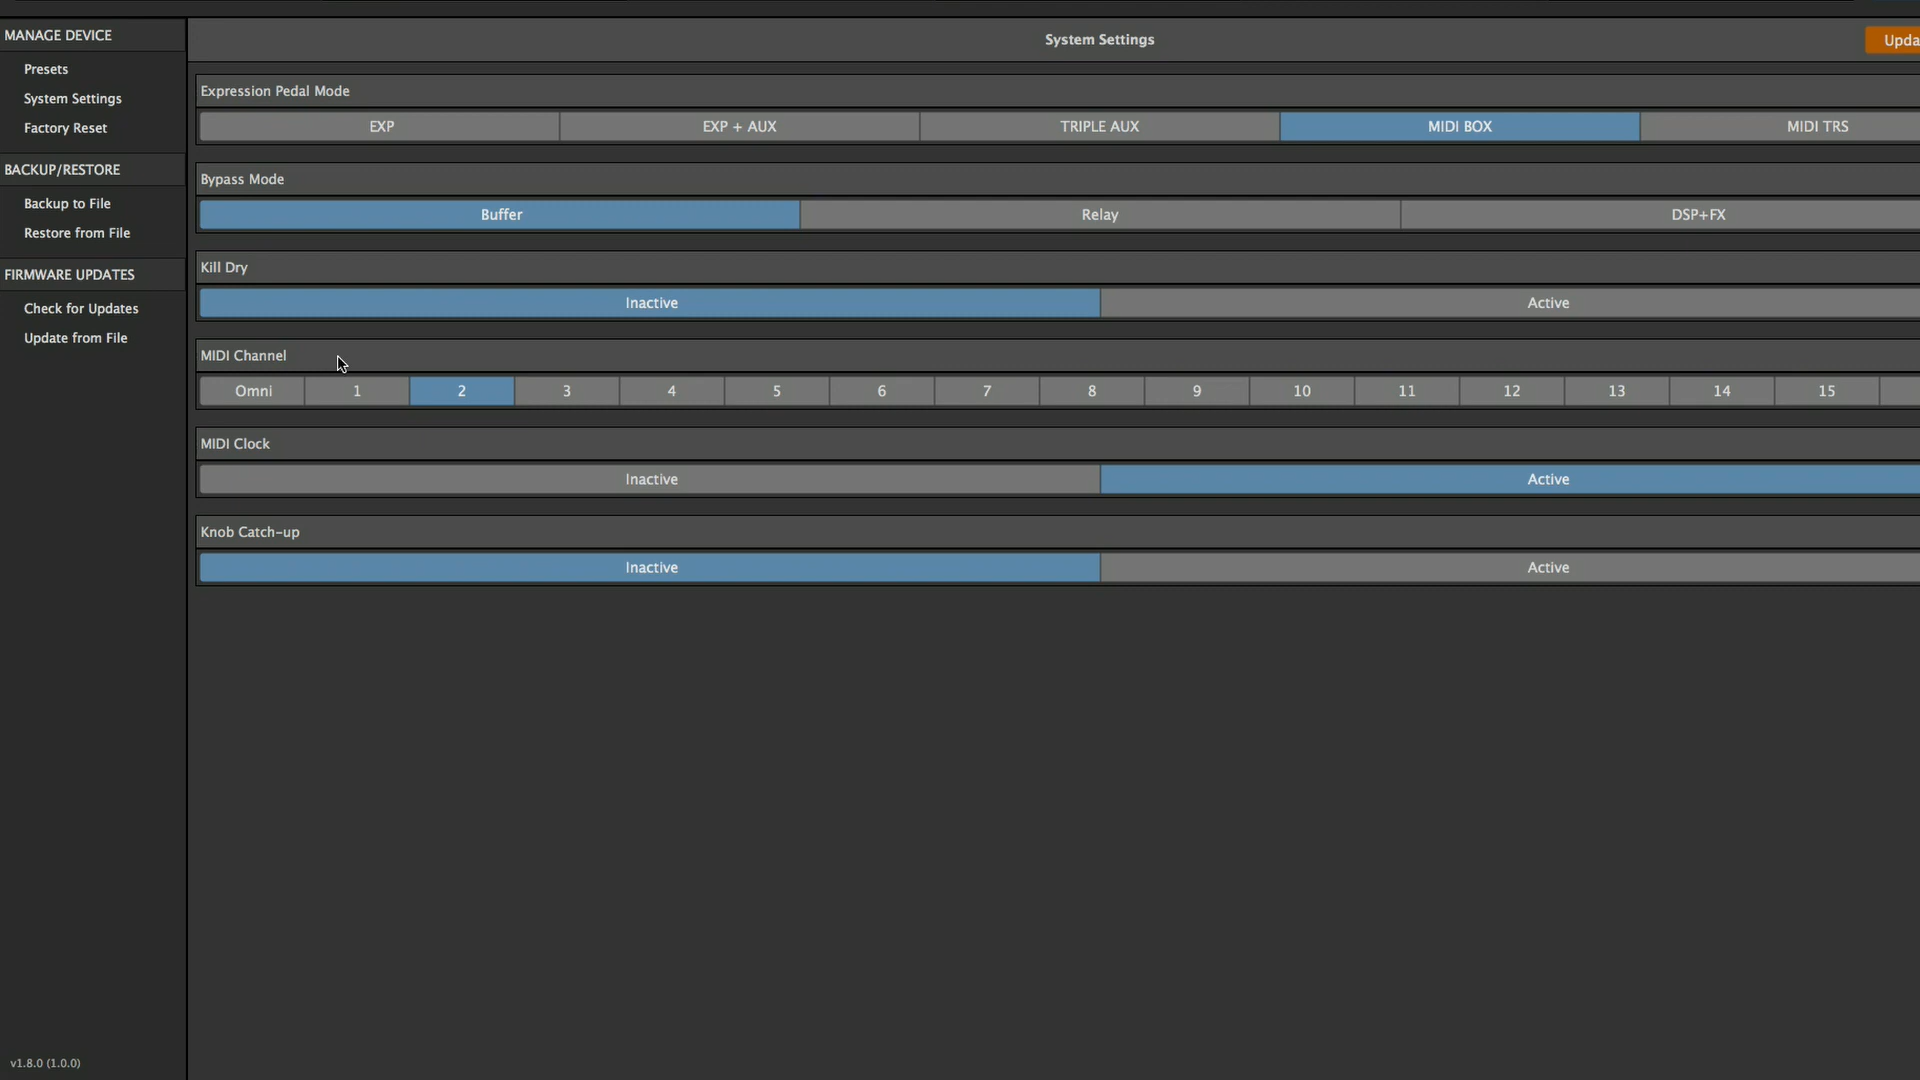 MANAGE DEVICE
Presets
System Settings
Factory Reset
BACKUP/RESTORE
Backup to File
Restore from File
FIRMWARE UPDATES
Check for Updates
Update from File
v1.8.0 (1.0.0)
System Settings
Upda
Expression Pedal Mode
EXP EXP + AUX TRIPLE AUX MIDI BOX MIDI TRS
Bypass Mode
Buffer Relay DSP+FX
Kill Dry
Inactive Active
MIDI Channel
Omni 1 2 3 4 5 6 7 8 9 10 11 12 13 14 15
MIDI Clock
Inactive Active
Knob Catch-up
Inactive Active